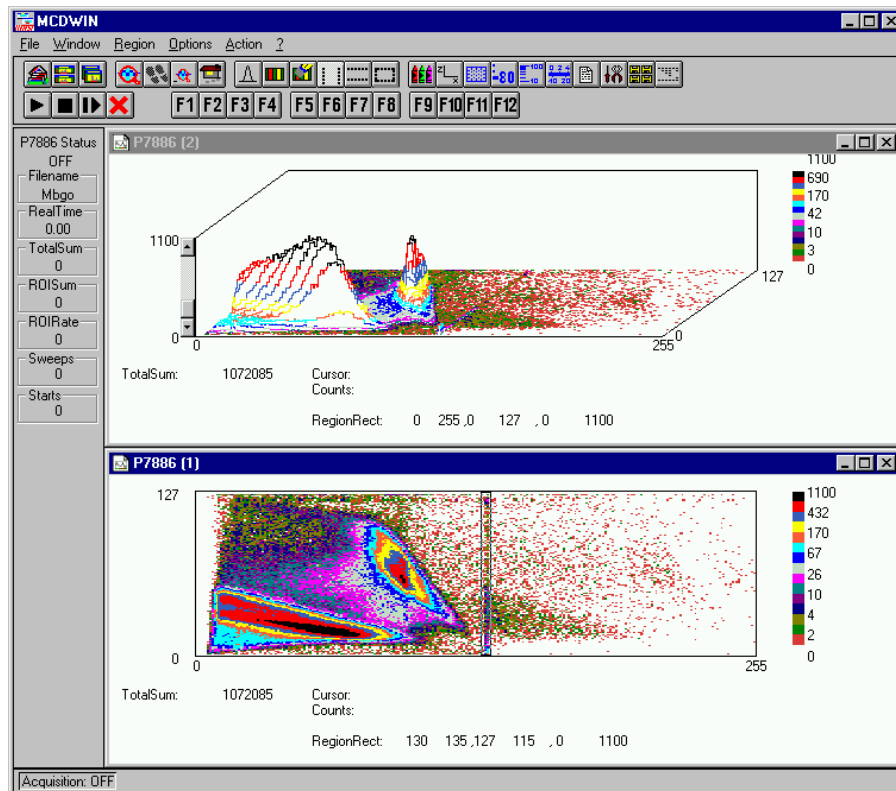 MCDWIN
File Window Region Options Action ?
F1 F2 F3 F4 F5 F6 F7 F8 F9 F10 F11 F12
P7886 Status
OFF
Filename
Mbgo
RealTime
0.00
TotalSum
0
ROISum
0
ROIRate
0
Sweeps
0
Starts
0
P7886 (2)
1100
690
170
42
10
3
0
1100
0
0
255
0
127
TotalSum: 1072085 Cursor:
Counts:
RegionRect: 0 255 ,0 127 , 0 1100
P7886 (1)
127
0
0
255
1100
432
170
67
26
10
4
2
0
TotalSum: 1072085 Cursor:
Counts:
RegionRect: 130 135 ,127 115 , 0 1100
Acquisition: OFF